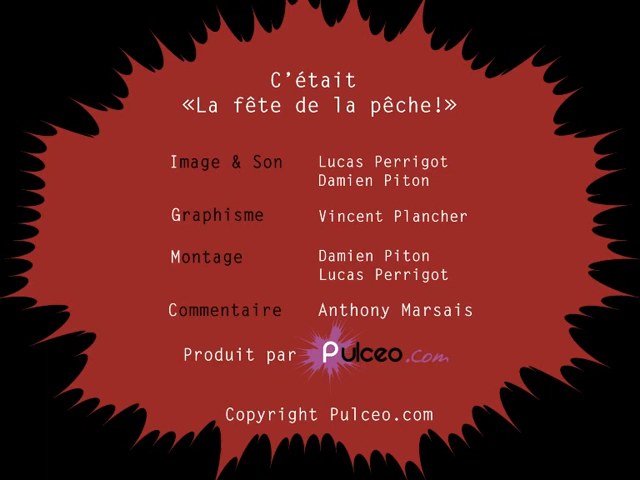 C'était
«La fête de la pêche!»
Image & Son Lucas Perrigot
Damien Piton
Graphisme Vincent Plancher
Montage Damien Piton
Lucas Perrigot
Commentaire Anthony Marsais
Produit par Pulceo.com
Copyright Pulceo.com